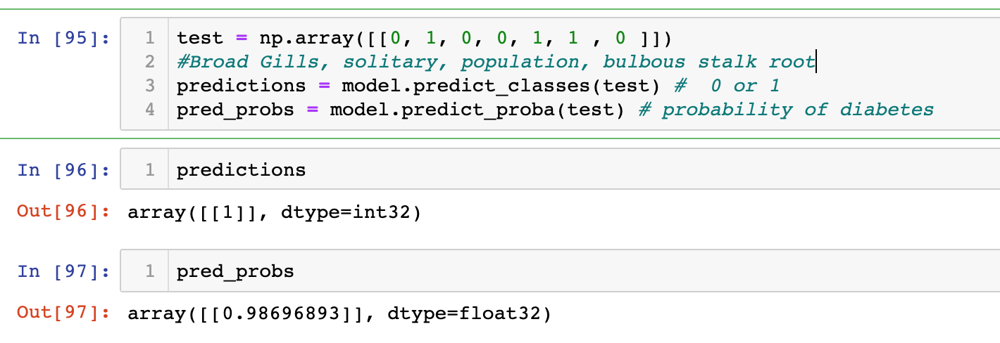 In [95]:
1 test = np.array([[0, 1, 0, 0, 1, 1 , 0 ]])
2 #Broad Gills, solitary, population, bulbous stalk root
3 predictions = model.predict_classes(test) #  0 or 1
4 pred_probs = model.predict_proba(test) # probability of diabetes
In [96]: 1 predictions
Out[96]: array([[1]], dtype=int32)
In [97]: 1 pred_probs
Out[97]: array([[0.98696893]], dtype=float32)